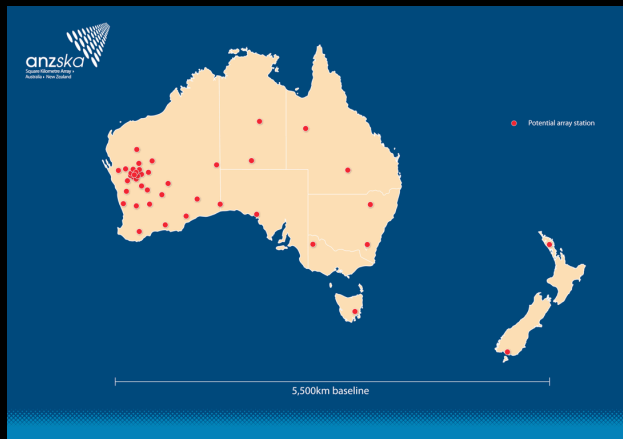 anzska
Square Kilometre Array •
Australia • New Zealand
Potential array station
5,500km baseline